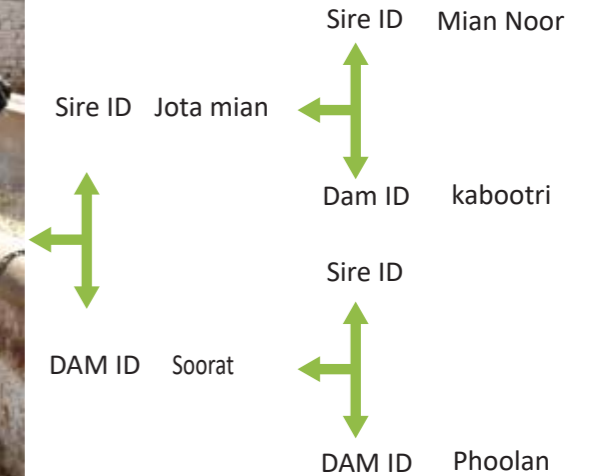 Sire ID Mian Noor
Sire ID Jota mian
Dam ID kabootri
Sire ID
DAM ID Soorat
DAM ID Phoolan